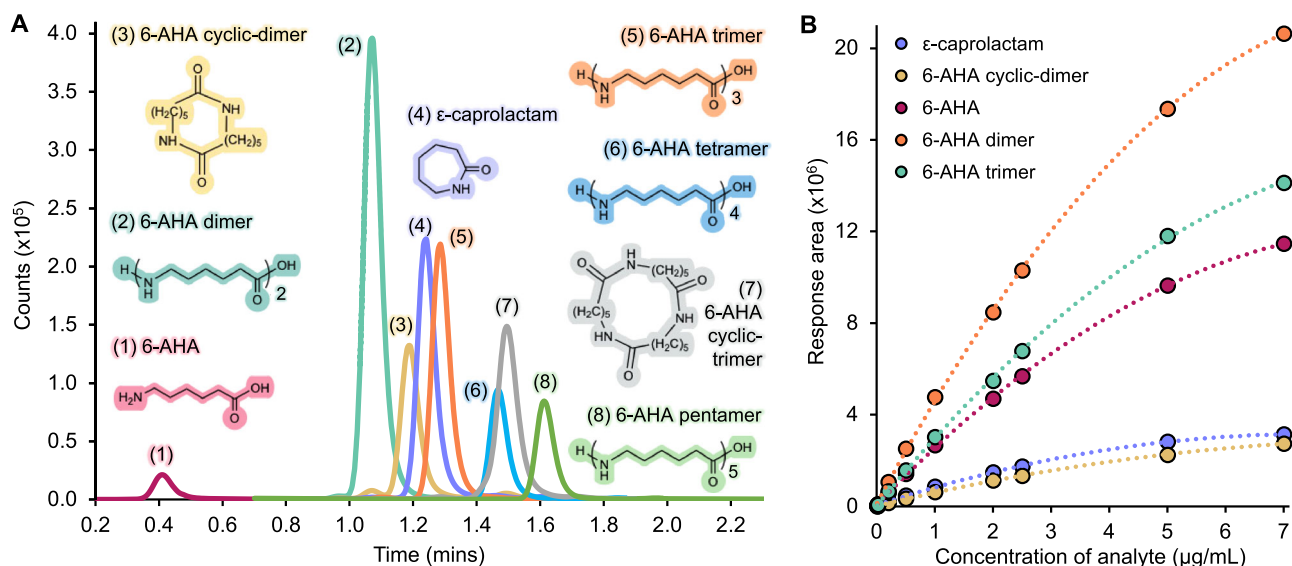 A
Counts (x10⁵)
4.0
3.5
3.0
2.5
2.0
1.5
1.0
0.5
0.0
0.2
0.4
0.6
0.8
1.0
1.2
1.4
1.6
1.8
2.0
2.2
Time (mins)
(3) 6-AHA cyclic-dimer
O
(H₂C)₅
NH
NH
(CH₂)₅
O
(2) 6-AHA dimer
H
N
H
O
OH
2
(1) 6-AHA
H₂N
OH
O
(1)
(2)
(3)
(4) ε-caprolactam
O
NH
(4)
(5)
(6)
(7)
(8)
(5) 6-AHA trimer
H
N
H
O
OH
3
(6) 6-AHA tetramer
H
N
H
O
OH
4
H
O
N
(CH₂)₅
O
(H₂C)₅
NH
NH
(H₂C)₅
O
(7)
6-AHA
cyclic-
trimer
(8) 6-AHA pentamer
H
N
H
O
OH
5
B
Response area (x10⁶)
20
16
12
8
4
0
ε-caprolactam
6-AHA cyclic-dimer
6-AHA
6-AHA dimer
6-AHA trimer
0
1
2
3
4
5
6
7
Concentration of analyte (µg/mL)